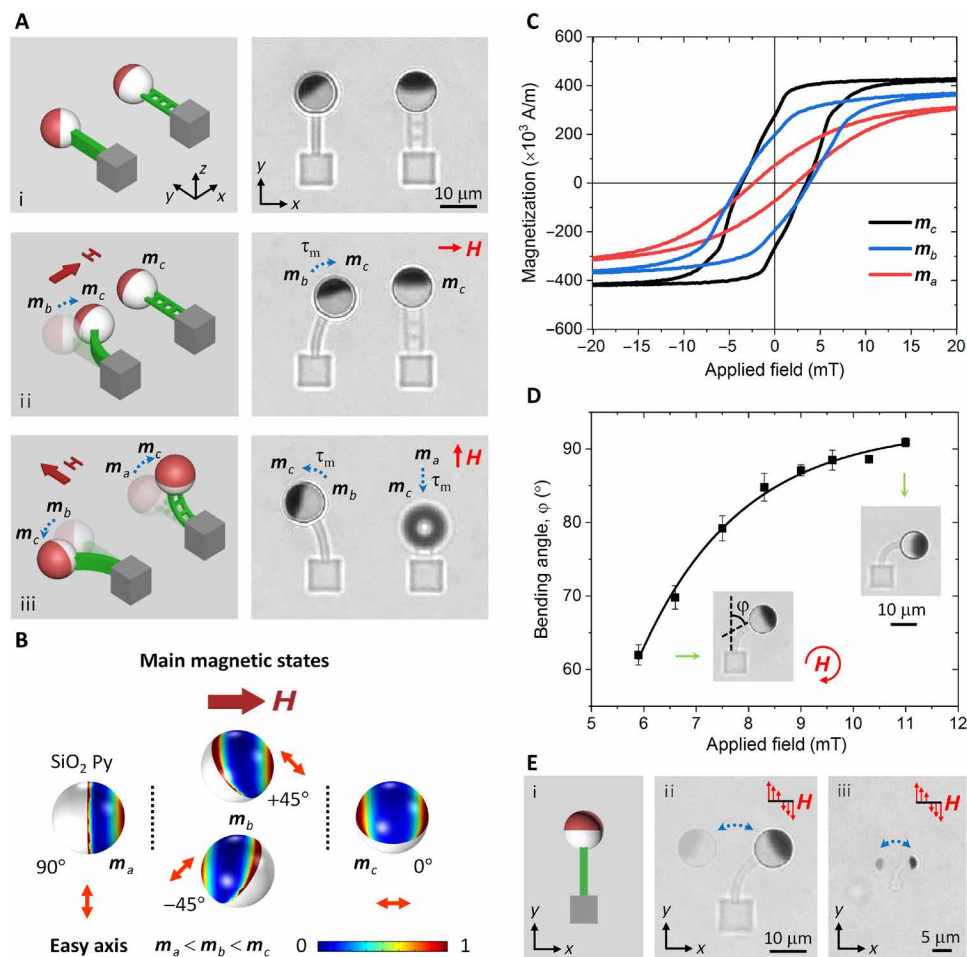 A
i
y
z
x
y
x
10 μm
ii
H
m_b
m_c
m_c
τ_m
m_b
m_c
m_c
H
iii
H
m_a
m_c
m_b
m_c
m_c
τ_m
m_b
m_a
m_c
τ_m
H
B
Main magnetic states
H
SiO₂ Py
90°
m_a
+45°
m_b
−45°
m_c
0°
Easy axis
m_a < m_b < m_c
0
1
C
Magnetization (×10³ A/m)
600
400
200
0
−200
−400
−600
m_c
m_b
m_a
−20
−15
−10
−5
0
5
10
15
20
Applied field (mT)
D
Bending angle, φ (°)
90
80
70
60
φ
H
10 μm
5
6
7
8
9
10
11
12
Applied field (mT)
E
i
y
x
ii
H
y
x
10 μm
iii
H
y
x
5 μm